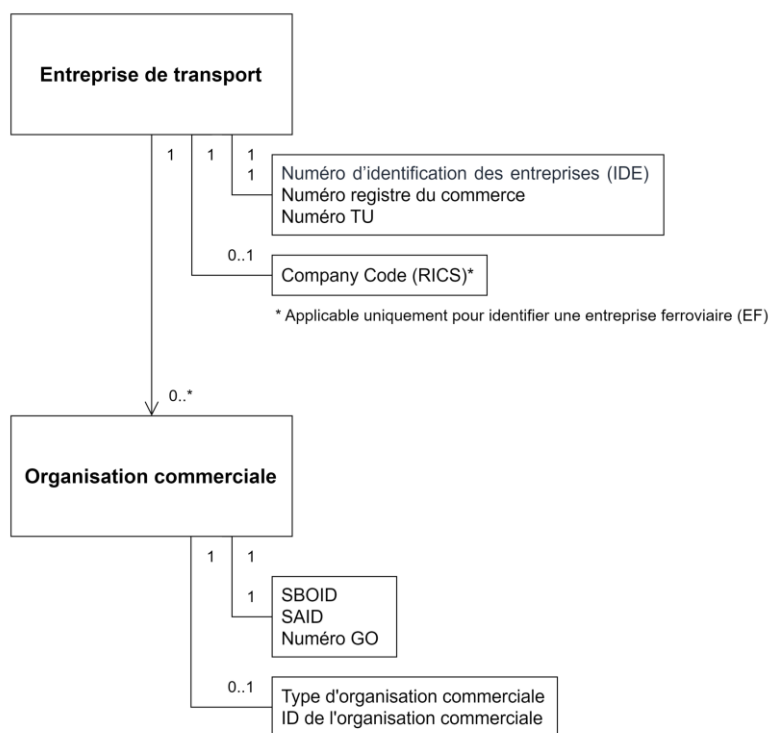 Entreprise de transport
1
1
1
1
Numéro d'identification des entreprises (IDE)
Numéro registre du commerce
Numéro TU
0..1
Company Code (RICS)*
* Applicable uniquement pour identifier une entreprise ferroviaire (EF)
0..*
Organisation commerciale
1
1
1
SBOID
SAID
Numéro GO
0..1
Type d'organisation commerciale
ID de l'organisation commerciale